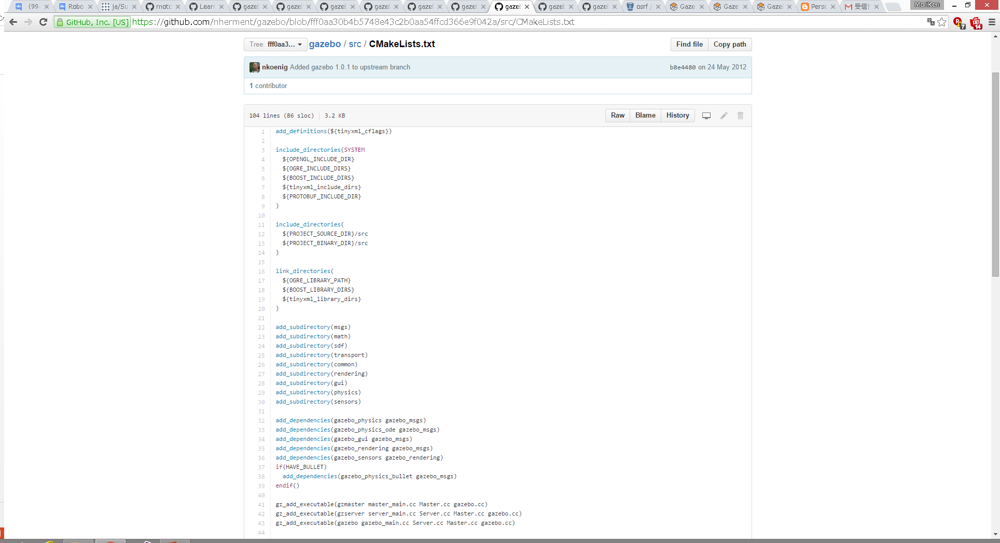 (99-
Robo
ja/Su
moto
Learn
gazel
gazel
gazel
gazel
gazel
gazel
gazel
gazel
gazel
osrf /
Gaze
Gaze
Gazel
Perso
受信
MoriKen
GitHub, Inc. [US] https://github.com/nherment/gazebo/blob/fff0aa30b4b5748e43c2b0aa54ffcd366e9f042a/src/CMakeLists.txt
7
14
Tree: fff0aa3... gazebo / src / CMakeLists.txt Find file Copy path
nkoenig Added gazebo 1.0.1 to upstream branch b8e4480 on 24 May 2012
1 contributor
104 lines (86 sloc) 3.2 KB Raw Blame History
1 add_definitions(${tinyxml_cflags})
2
3 include_directories(SYSTEM
4 ${OPENGL_INCLUDE_DIR}
5 ${OGRE_INCLUDE_DIRS}
6 ${BOOST_INCLUDE_DIRS}
7 ${tinyxml_include_dirs}
8 ${PROTOBUF_INCLUDE_DIR}
9 )
10
11 include_directories(
12 ${PROJECT_SOURCE_DIR}/src
13 ${PROJECT_BINARY_DIR}/src
14 )
15
16 link_directories(
17 ${OGRE_LIBRARY_PATH}
18 ${BOOST_LIBRARY_DIRS}
19 ${tinyxml_library_dirs}
20 )
21
22 add_subdirectory(msgs)
23 add_subdirectory(math)
24 add_subdirectory(sdf)
25 add_subdirectory(transport)
26 add_subdirectory(common)
27 add_subdirectory(rendering)
28 add_subdirectory(gui)
29 add_subdirectory(physics)
30 add_subdirectory(sensors)
31
32 add_dependencies(gazebo_physics gazebo_msgs)
33 add_dependencies(gazebo_physics_ode gazebo_msgs)
34 add_dependencies(gazebo_gui gazebo_msgs)
35 add_dependencies(gazebo_rendering gazebo_msgs)
36 add_dependencies(gazebo_sensors gazebo_rendering)
37 if(HAVE_BULLET)
38 add_dependencies(gazebo_physics_bullet gazebo_msgs)
39 endif()
40
41 gz_add_executable(gzmaster master_main.cc Master.cc gazebo.cc)
42 gz_add_executable(gzserver server_main.cc Server.cc Master.cc gazebo.cc)
43 gz_add_executable(gazebo gazebo_main.cc Server.cc Master.cc gazebo.cc)
44